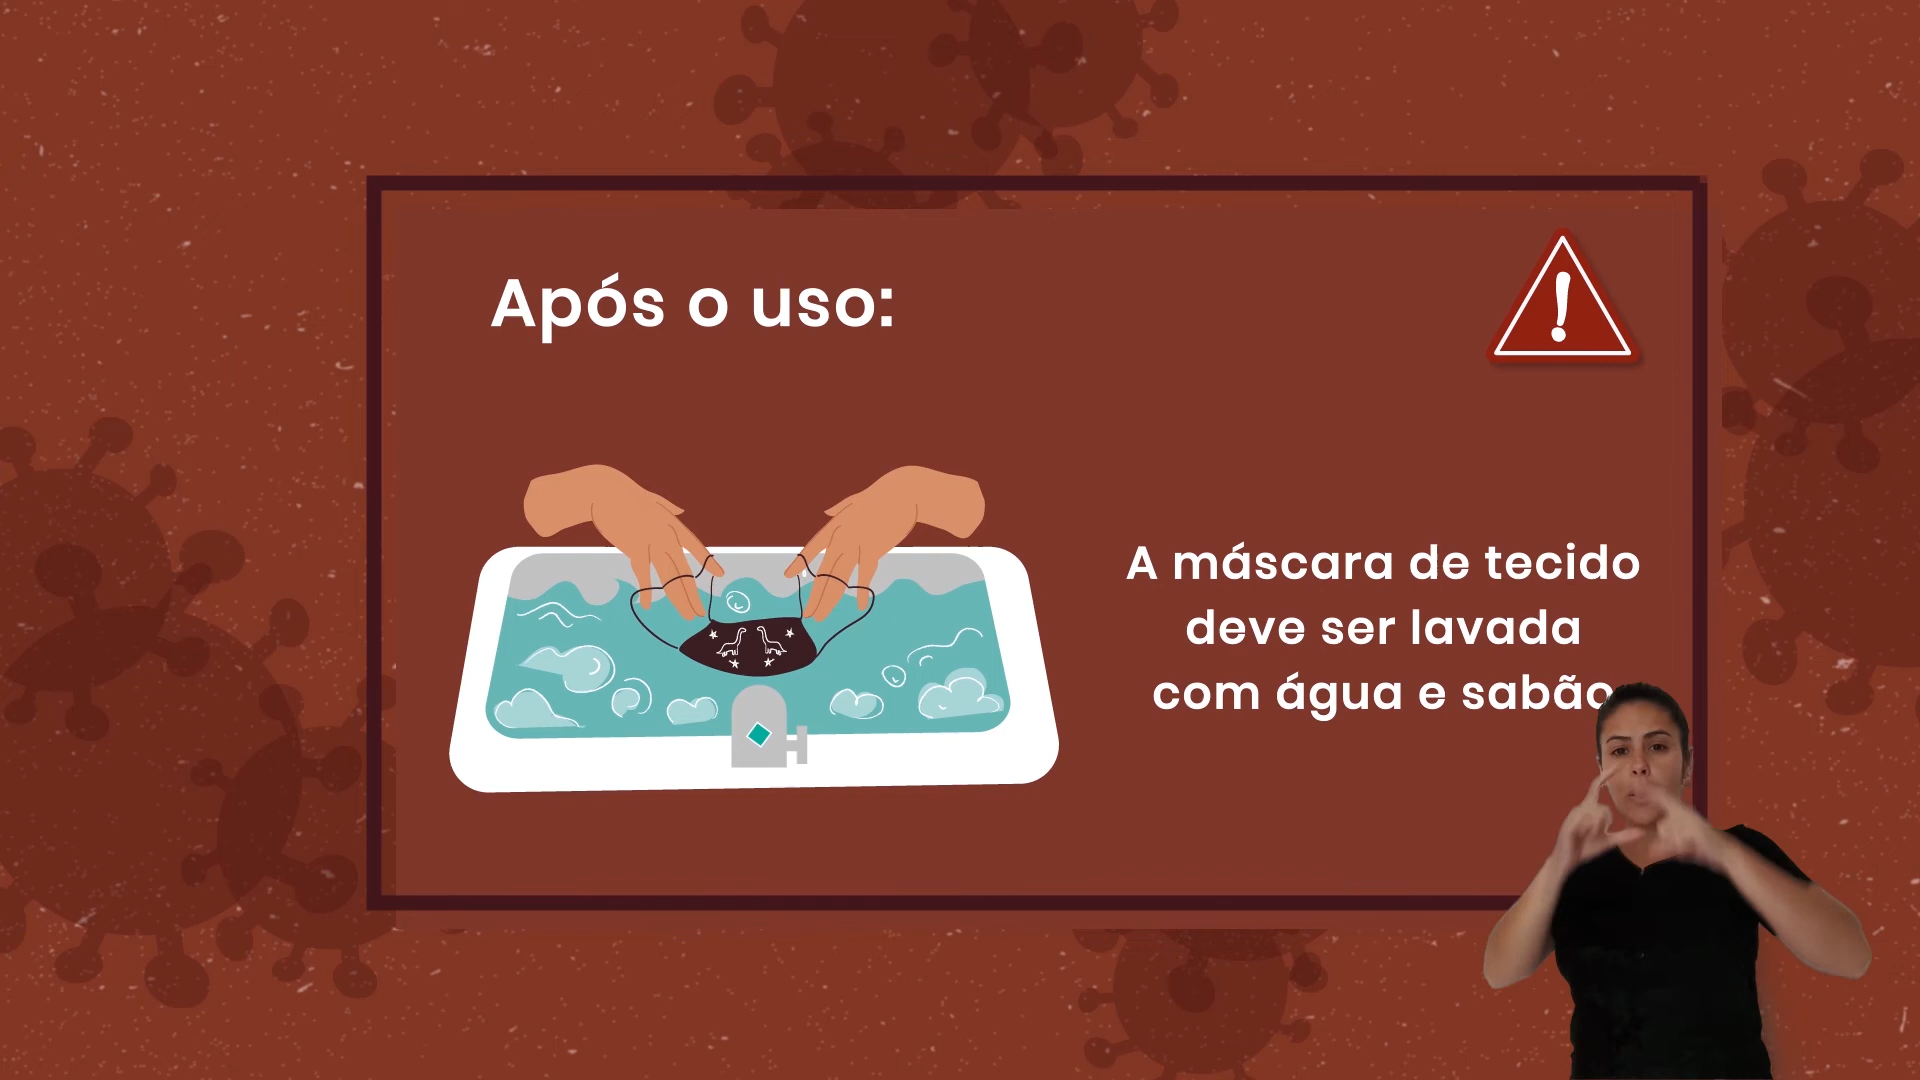 Após o uso:
A máscara de tecido
deve ser lavada
com água e sabão